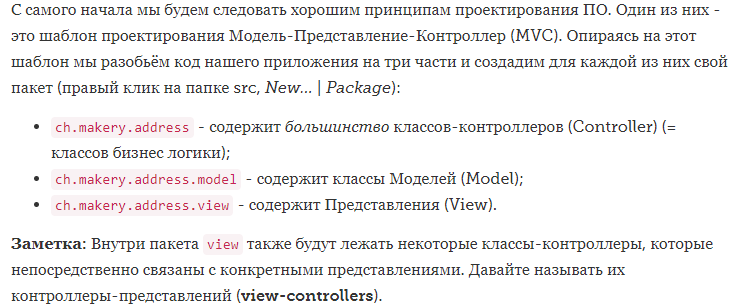 С самого начала мы будем следовать хорошим принципам проектирования ПО. Один из них -
это шаблон проектирования Модель-Представление-Контроллер (MVC). Опираясь на этот
шаблон мы разобьём код нашего приложения на три части и создадим для каждой из них свой
пакет (правый клик на папке src, New... | Package):
• ch.makery.address - содержит большинство классов-контроллеров (Controller) (=
классов бизнес логики);
• ch.makery.address.model - содержит классы Моделей (Model);
• ch.makery.address.view - содержит Представления (View).
Заметка: Внутри пакета view также будут лежать некоторые классы-контроллеры, которые
непосредственно связаны с конкретными представлениями. Давайте называть их
контроллеры-представлений (view-controllers).